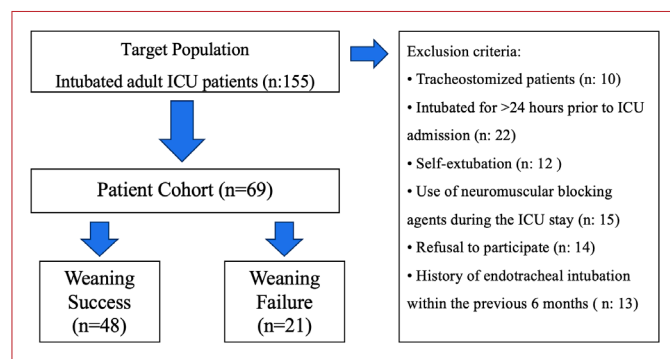 Target Population
Intubated adult ICU patients (n:155)
Patient Cohort (n=69)
Weaning
Success
(n=48)
Weaning
Failure
(n=21)
Exclusion criteria:
• Tracheostomized patients (n: 10)
• Intubated for >24 hours prior to ICU
admission (n: 22)
• Self-extubation (n: 12 )
• Use of neuromuscular blocking
agents during the ICU stay (n: 15)
• Refusal to participate (n: 14)
• History of endotracheal intubation
within the previous 6 months ( n: 13)